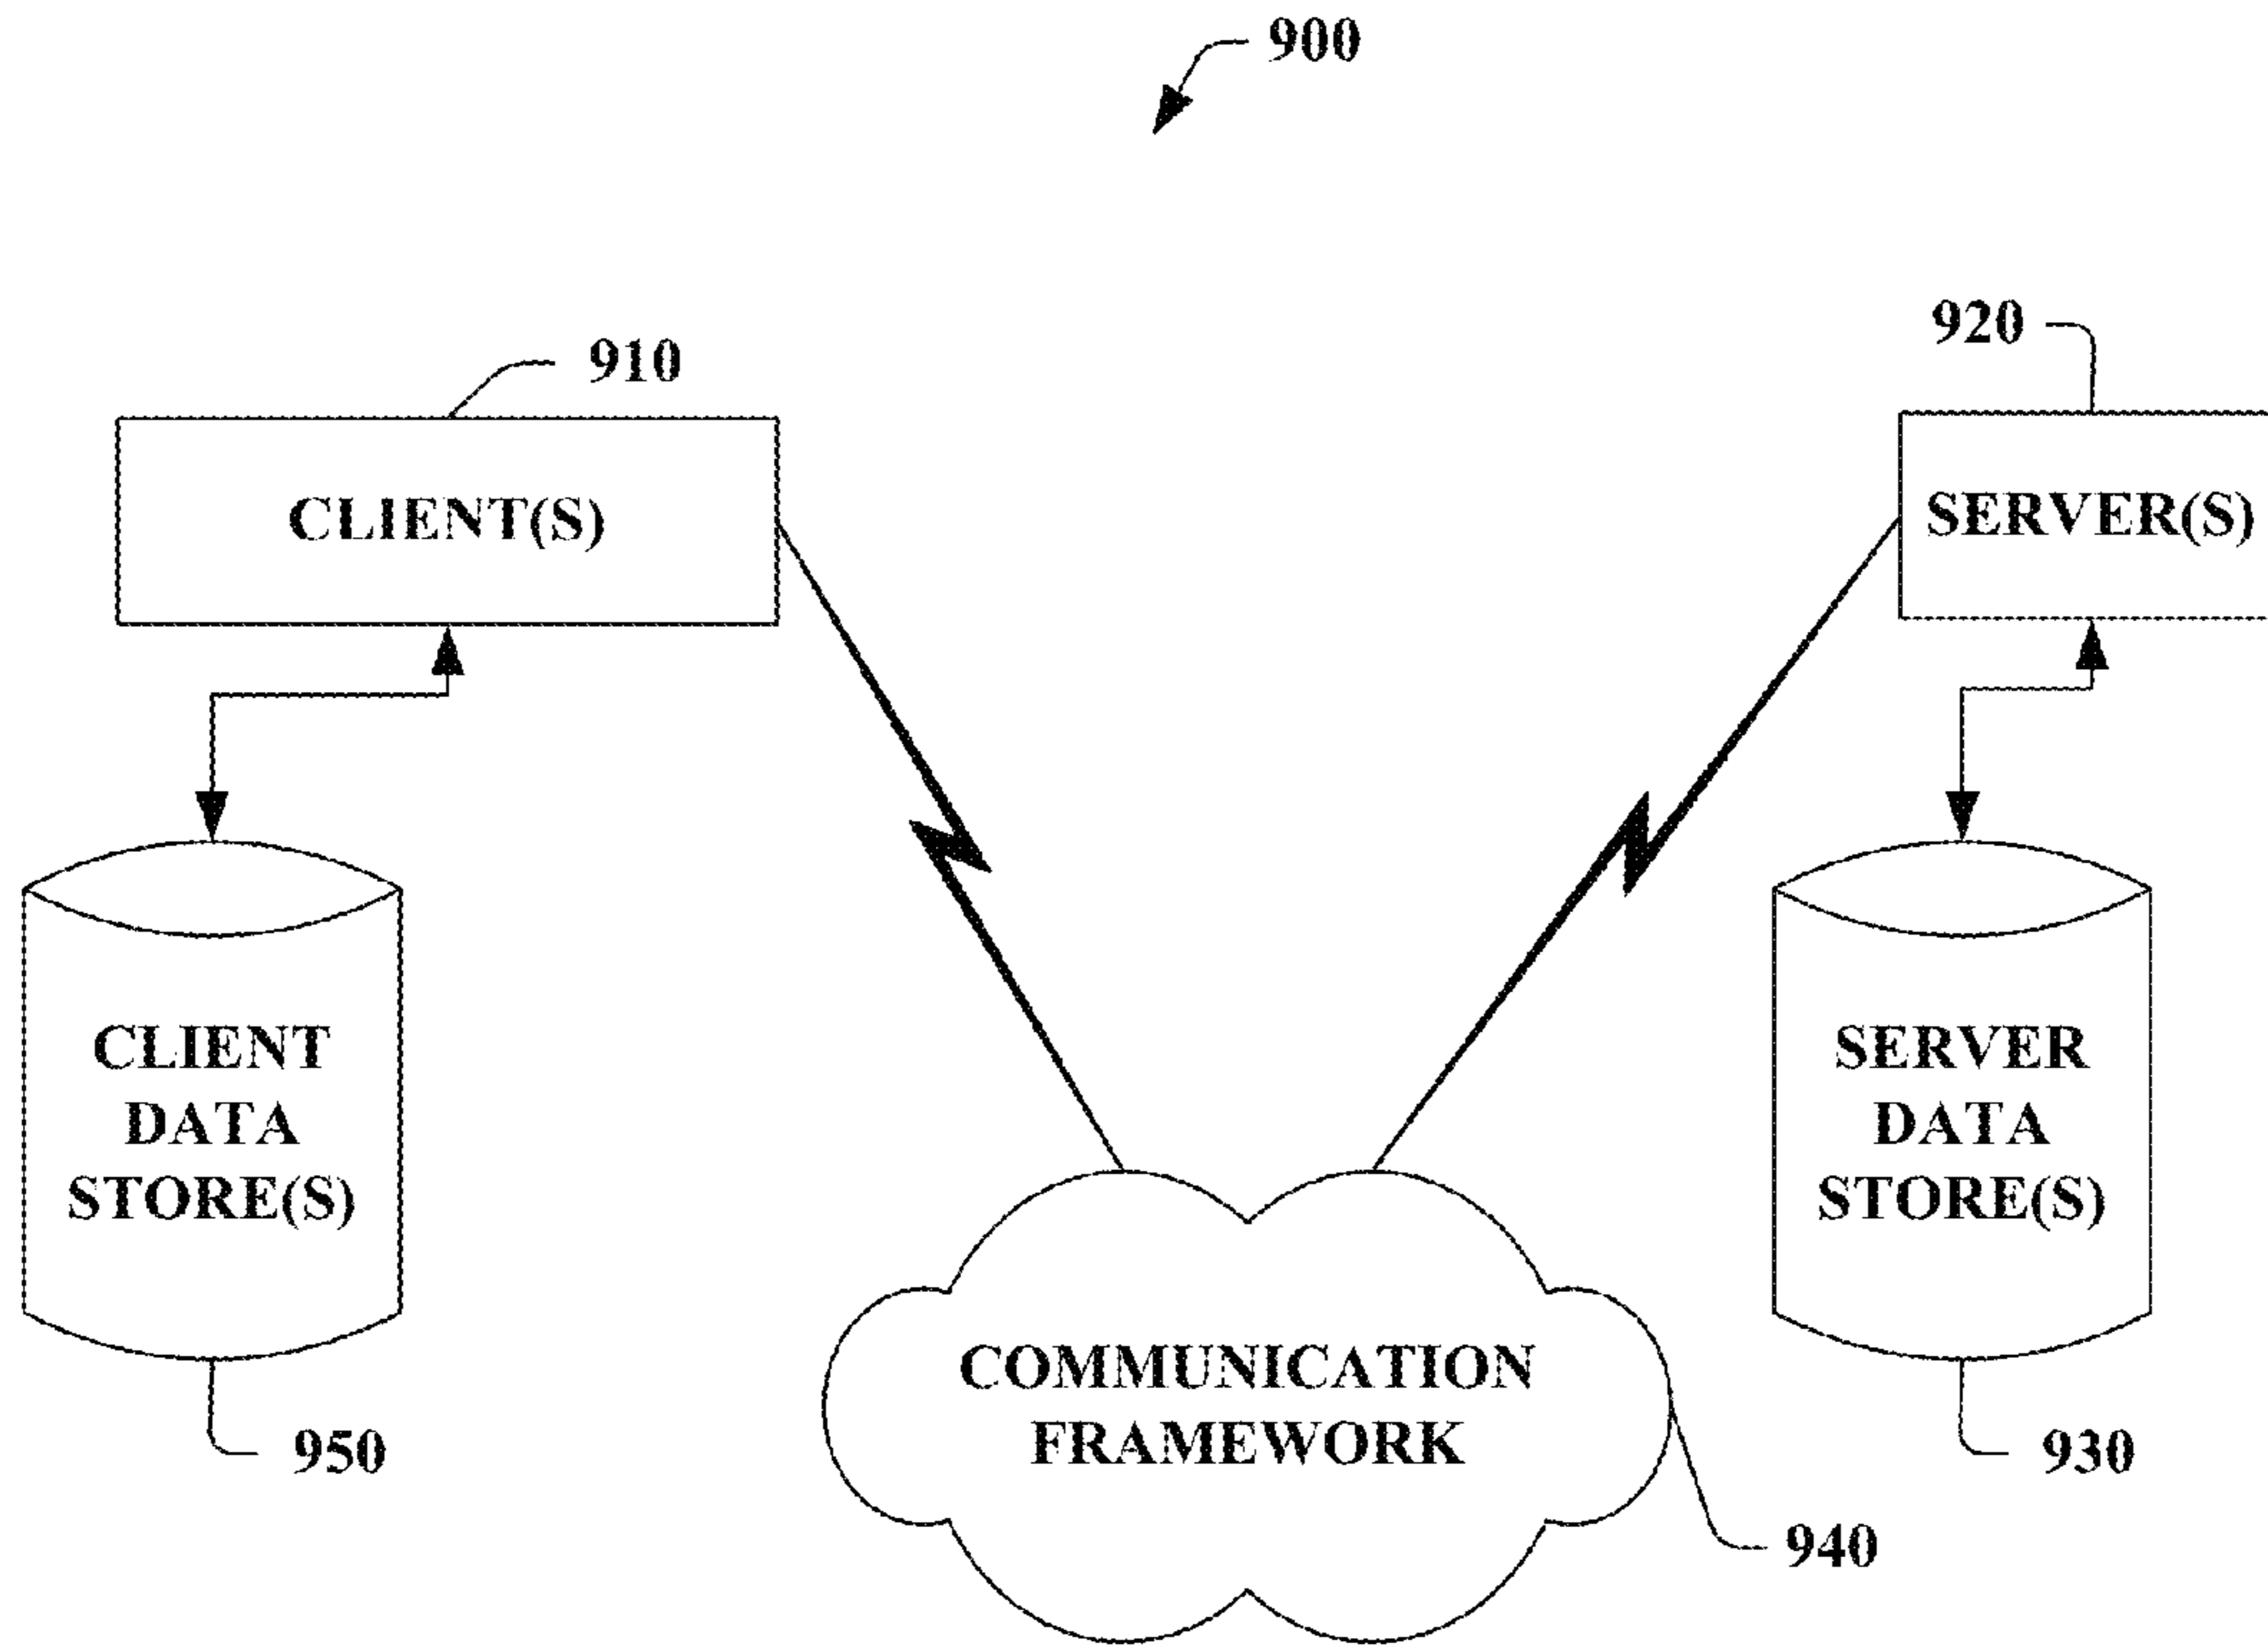 900
910
920
CLIENT(S)
SERVER(S)
CLIENT
DATA
STORE(S)
SERVER
DATA
STORE(S)
COMMUNICATION
FRAMEWORK
950
930
940